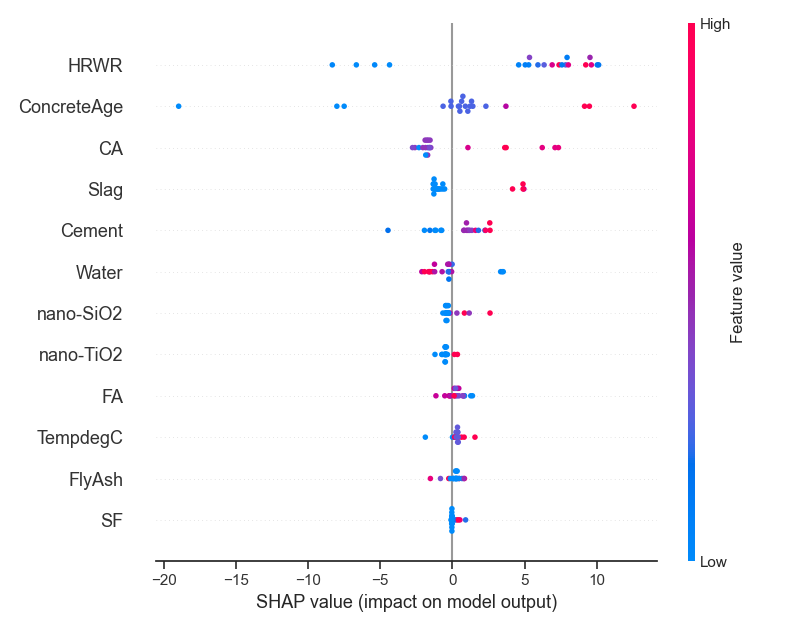 High
HRWR
ConcreteAge
CA
Slag
Cement
Water
nano-SiO2
nano-TiO2
FA
TempdegC
FlyAsh
SF
Feature value
Low
−20 −15 −10 −5 0 5 10
SHAP value (impact on model output)